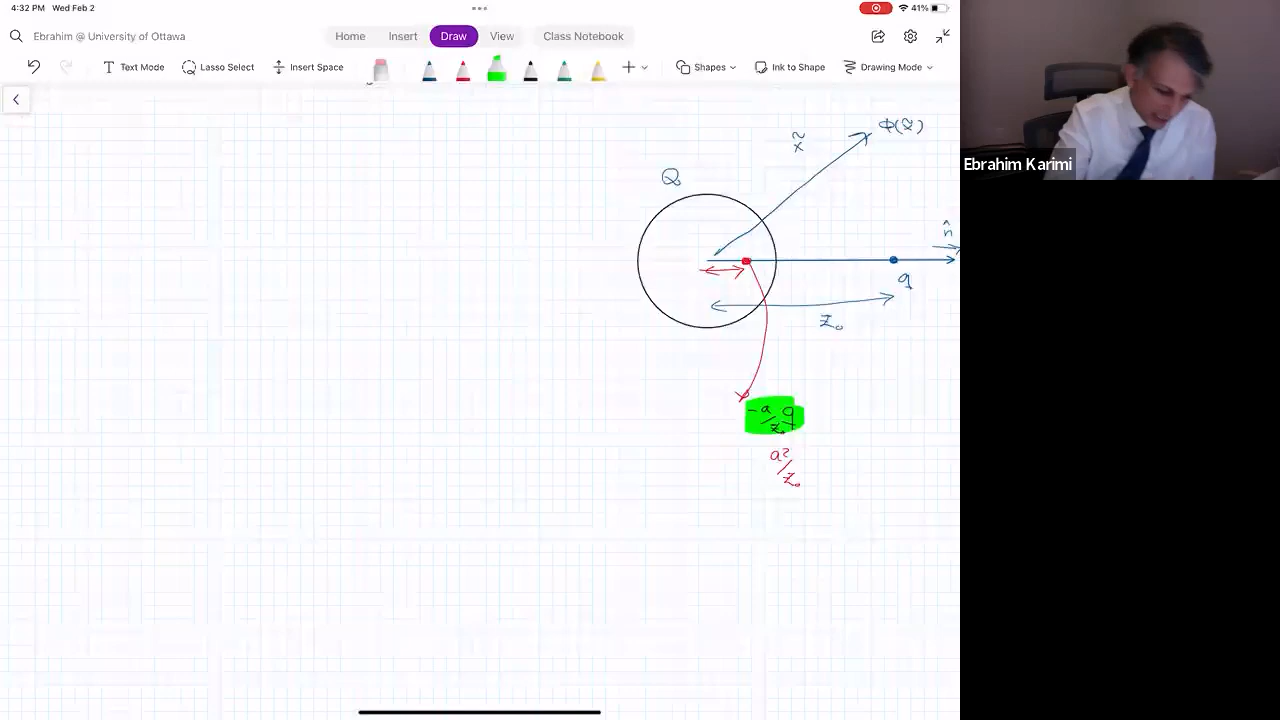 4:32 PM Wed Feb 2
41%
Ebrahim @ University of Ottawa
Home Insert Draw View Class Notebook
Text Mode Lasso Select Insert Space Shapes Ink to Shape Drawing Mode
Φ(x̃)
x̃
Q
n̂
q
z₀
-a/z₀ q
a²/z₀
Ebrahim Karimi